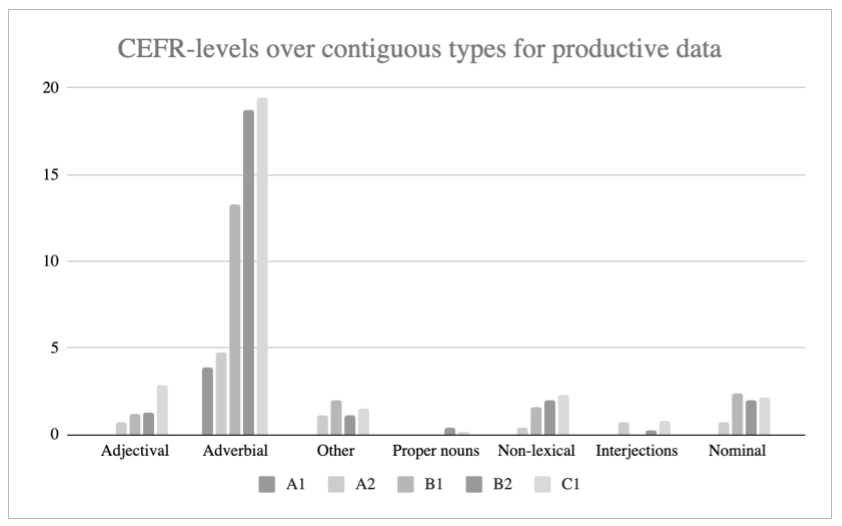 CEFR-levels over contiguous types for productive data
20
15
10
5
0
Adjectival Adverbial Other Proper nouns Non-lexical Interjections Nominal
A1 A2 B1 B2 C1